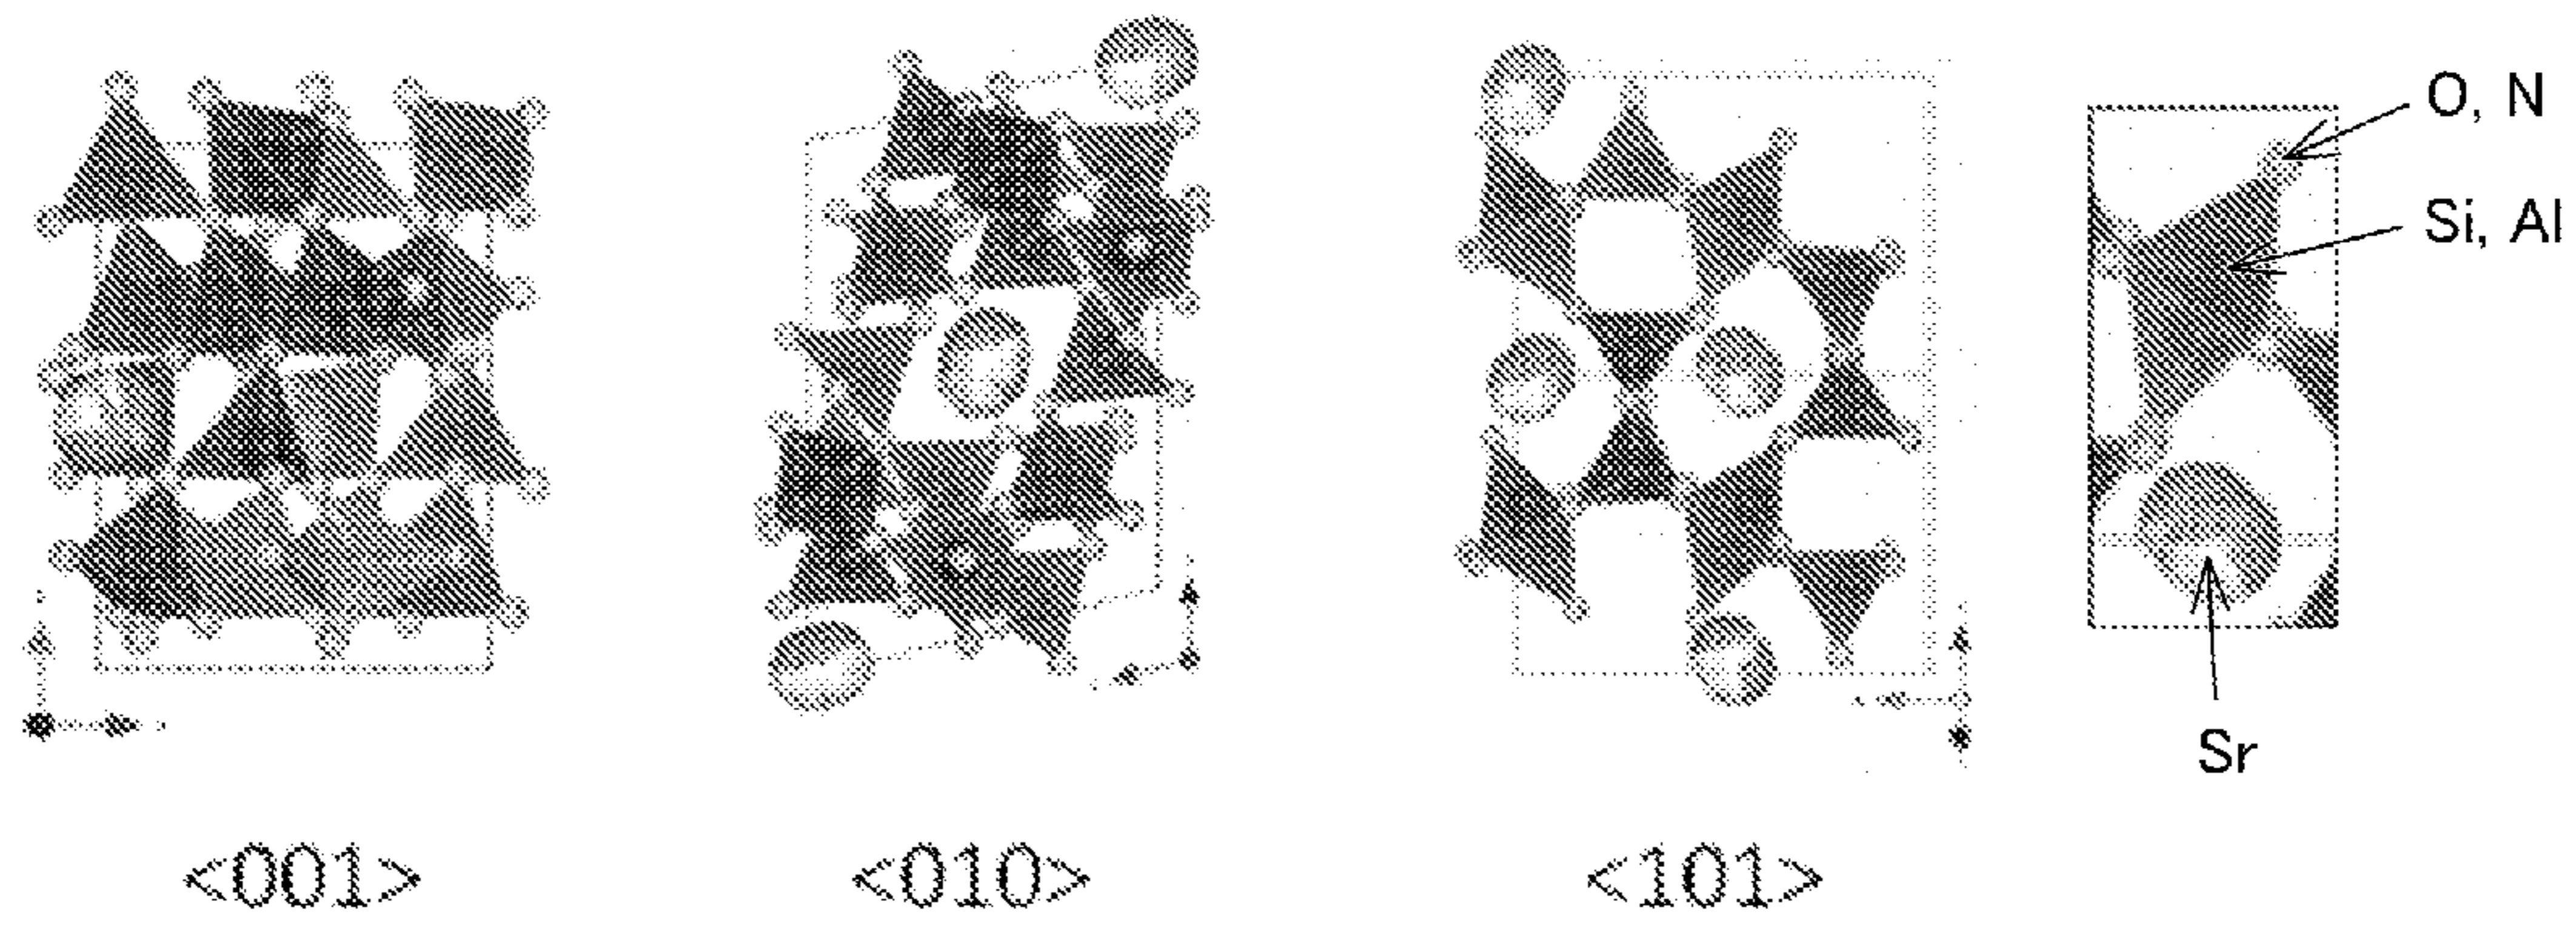 O, N
Si, Al
Sr
<001>
<010>
<101>